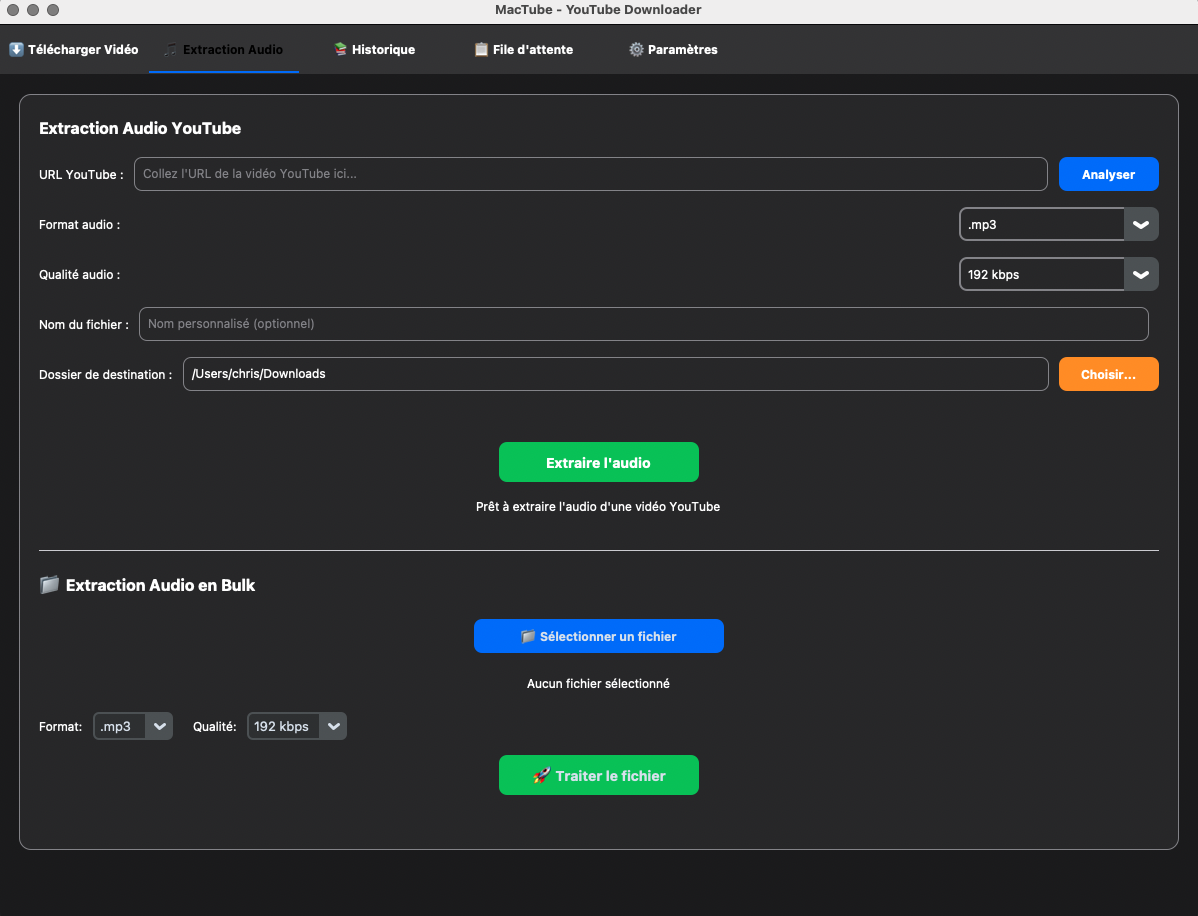 MacTube - YouTube Downloader
Télécharger Vidéo Extraction Audio Historique File d'attente Paramètres
Extraction Audio YouTube
URL YouTube : Collez l'URL de la vidéo YouTube ici... Analyser
Format audio : .mp3
Qualité audio : 192 kbps
Nom du fichier : Nom personnalisé (optionnel)
Dossier de destination : /Users/chris/Downloads Choisir...
Extraire l'audio
Prêt à extraire l'audio d'une vidéo YouTube
Extraction Audio en Bulk
Sélectionner un fichier
Aucun fichier sélectionné
Format: .mp3 Qualité: 192 kbps
Traiter le fichier